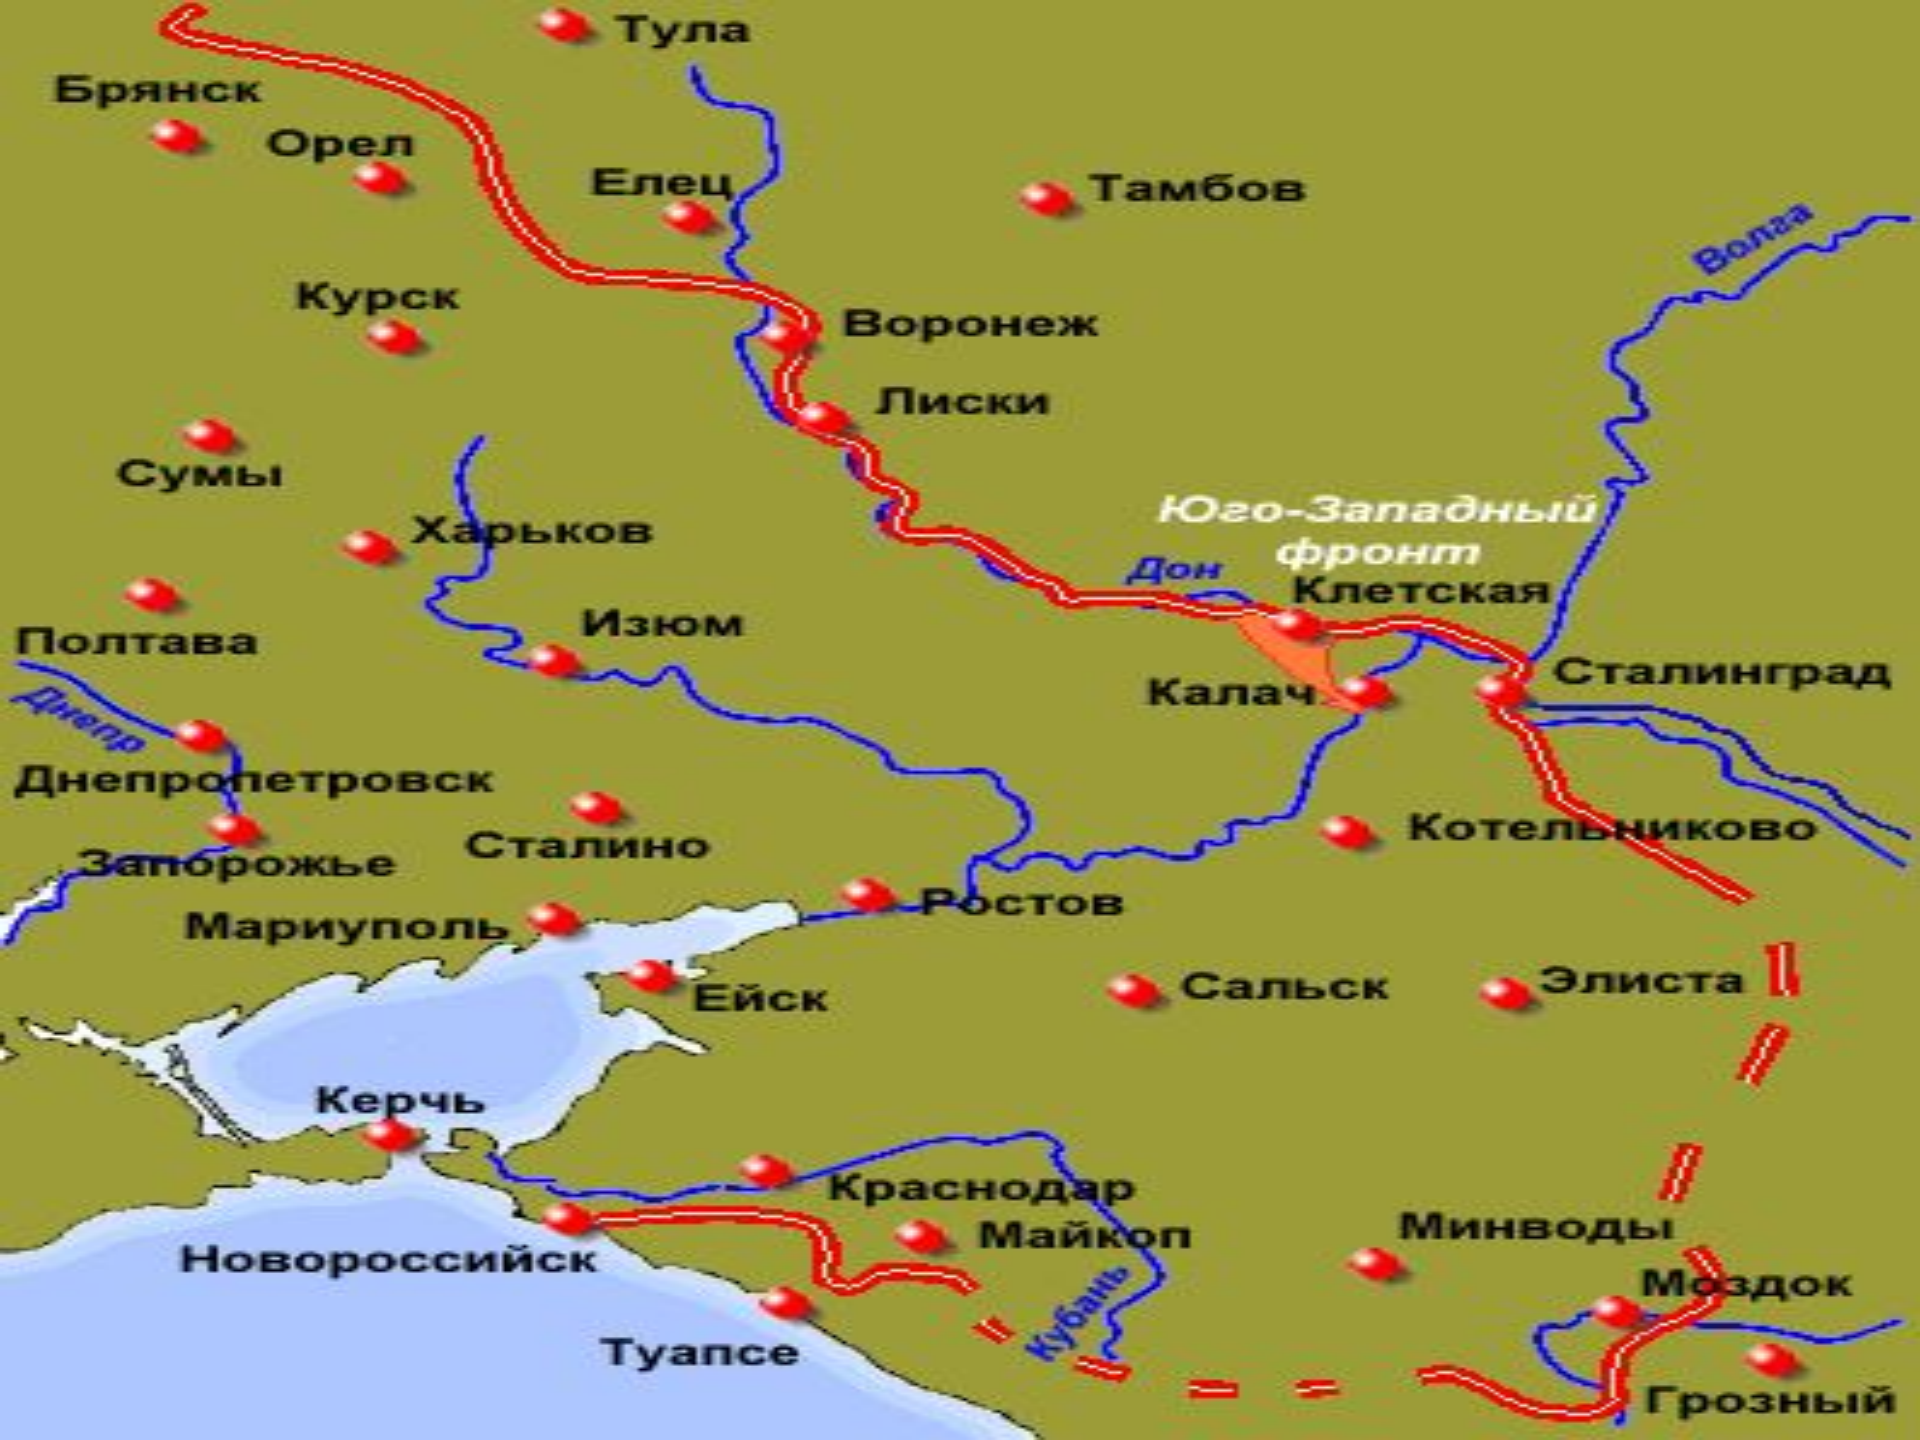 Тула
Брянск
Орел
Елец
Тамбов
Волга
Курск
Воронеж
Лиски
Сумы
Юго-Западный
фронт
Харьков
Дон
Клетская
Изюм
Полтава
Сталинград
Калач
Днепр
Днепропетровск
Котельниково
Сталино
Запорожье
Ростов
Мариуполь
Элиста
Сальск
Ейск
Керчь
Краснодар
Майкоп
Минводы
Новороссийск
Моздок
Кубань
Туапсе
Грозный